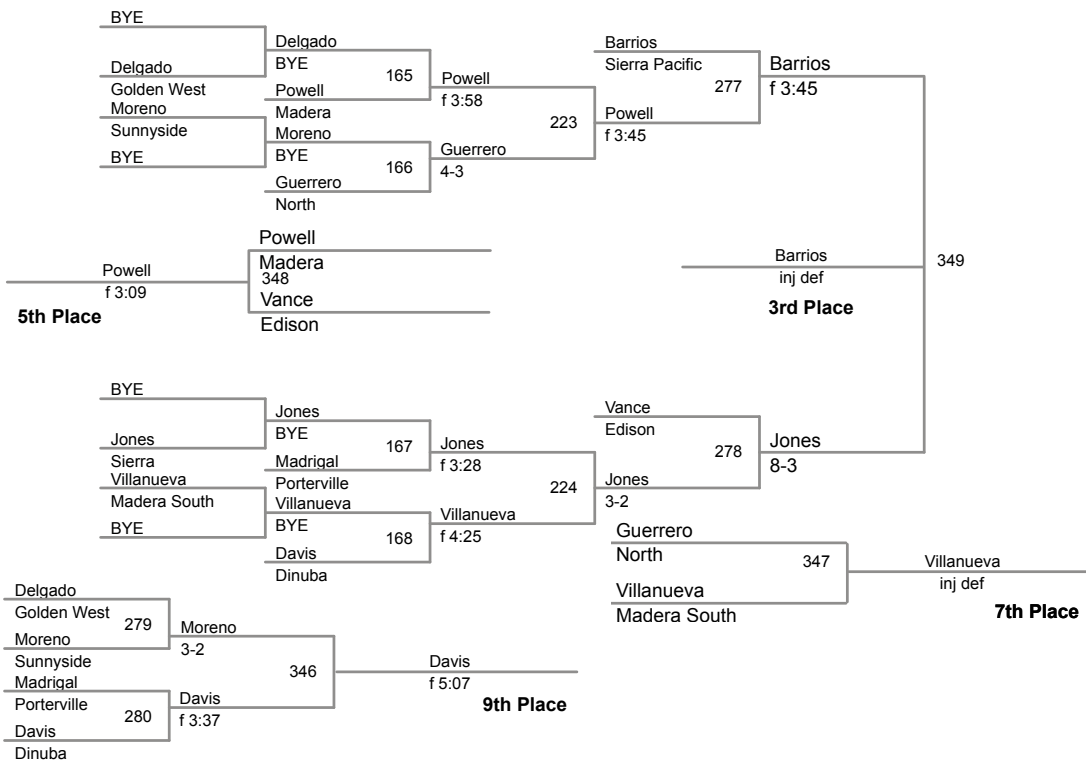 BYE
Delgado
Golden West
Moreno
Sunnyside
BYE
Delgado
BYE
165
Powell
Madera
Moreno
BYE
166
Guerrero
North
Powell
f 3:58
223
Guerrero
4-3
Barrios
Sierra Pacific
277
Powell
f 3:45
Barrios
f 3:45
349
Barrios
inj def
3rd Place
Powell
Madera
348
Vance
Edison
Powell
f 3:09
5th Place
BYE
Jones
Sierra
Villanueva
Madera South
BYE
Jones
BYE
167
Madrigal
Porterville
Villanueva
BYE
168
Davis
Dinuba
Jones
f 3:28
224
Villanueva
f 4:25
Vance
Edison
278
Jones
3-2
Jones
8-3
Guerrero
North
347
Villanueva
Madera South
Villanueva
inj def
7th Place
Delgado
Golden West
279
Moreno
Sunnyside
Madrigal
Porterville
280
Davis
Dinuba
Moreno
3-2
346
Davis
f 3:37
Davis
f 5:07
9th Place